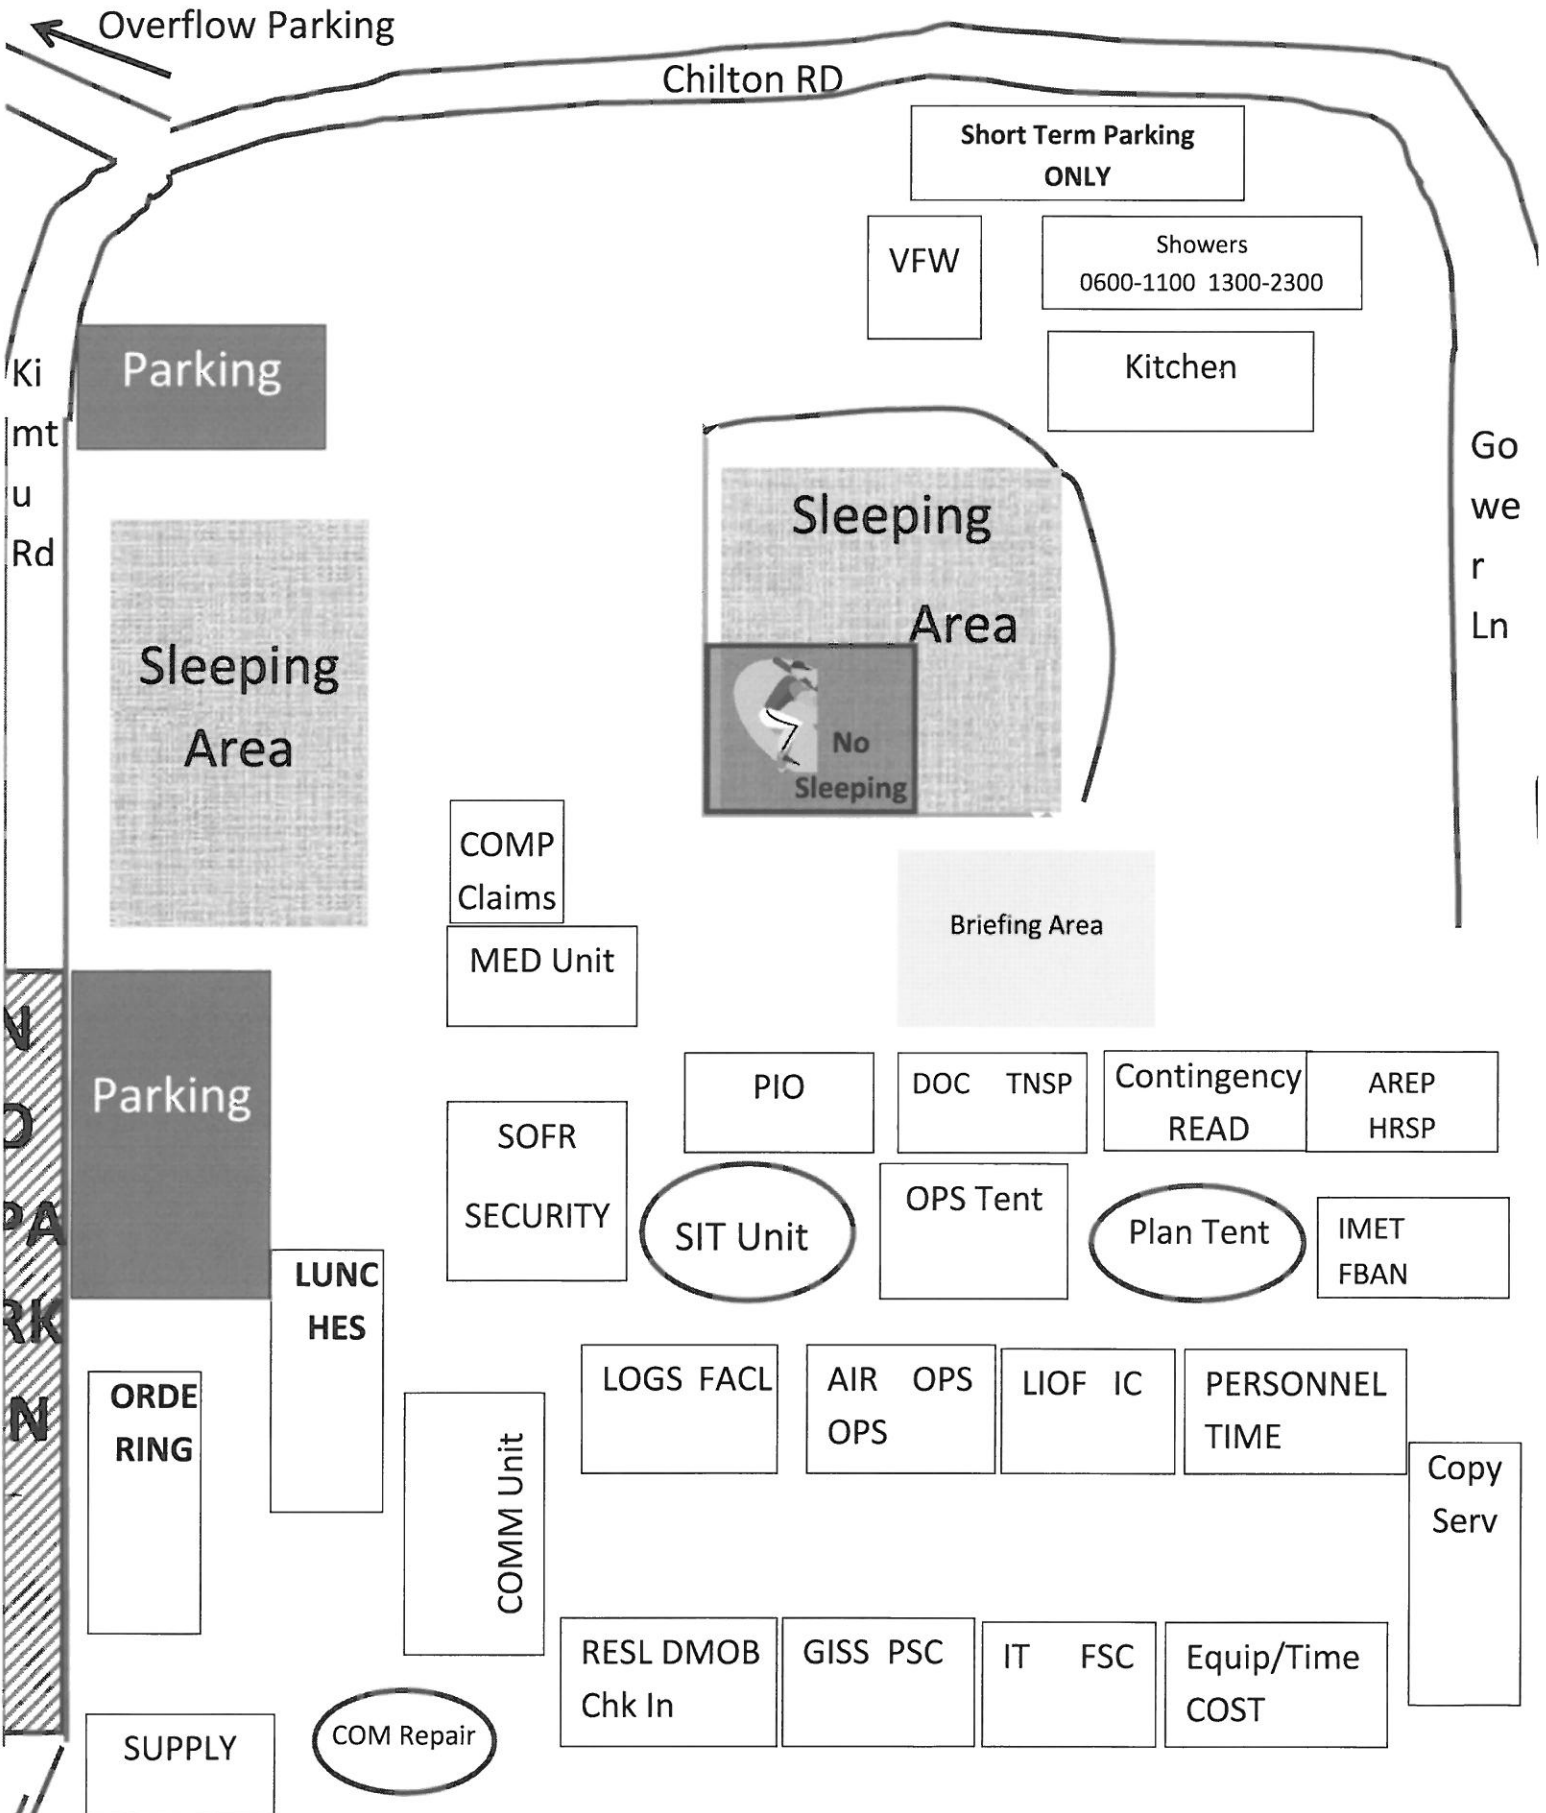 Overflow Parking
Chilton RD
Short Term Parking
ONLY
VFW
Showers
0600-1100 1300-2300
Kitchen
Parking
Ki
mt
u
Rd
Go
we
r
Ln
Sleeping
Area
No
Sleeping
Sleeping
Area
COMP
Claims
MED Unit
Briefing Area
Parking
N
O
PA
RK
N
PIO
DOC TNSP
Contingency
READ
AREP
HRSP
SOFR
SECURITY
SIT Unit
OPS Tent
Plan Tent
IMET
FBAN
LUNC
HES
ORDE
RING
COMM Unit
LOGS FACL
AIR OPS
OPS
LIOF IC
PERSONNEL
TIME
Copy
Serv
RESL DMOB
Chk In
GISS PSC
IT FSC
Equip/Time
COST
SUPPLY
COM Repair